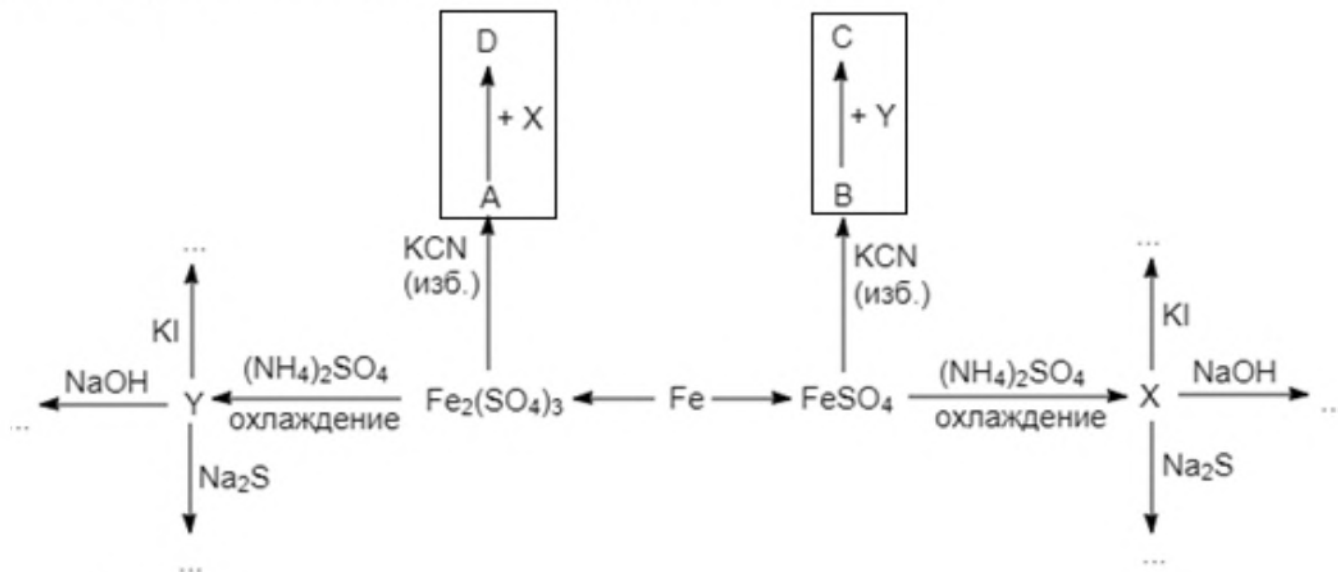 D C
+ X + Y
A B
... KCN (изб.) KCN (изб.) ...
KI KI
NaOH (NH₄)₂SO₄ (NH₄)₂SO₄ NaOH
... Y охлаждение Fe₂(SO₄)₃ Fe FeSO₄ охлаждение X ...
Na₂S Na₂S
... ...